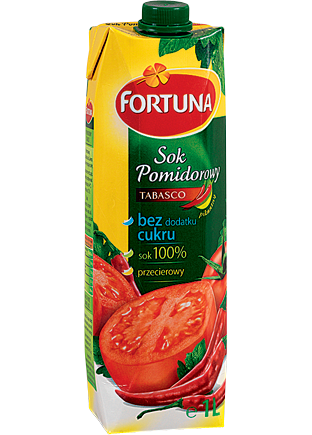 FORTUNA
Sok
Pomidorowy
TABASCO
pikantny
bez dodatku
cukru
sok 100%
przecierowy
e 1L